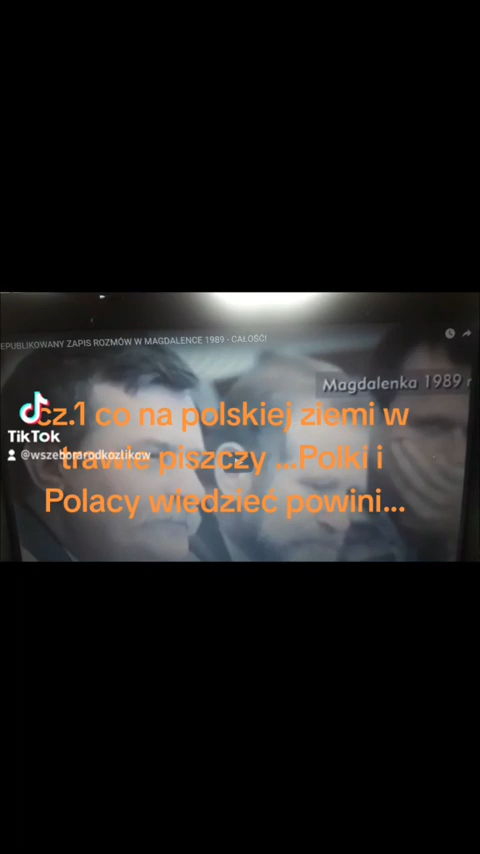 EPUBLIKOWANY ZAPIS ROZMÓW W MAGDALENCE 1989 - CAŁOŚĆ!
Magdalenka 1989 r
cz.1 co na polskiej ziemi w
trawie piszczy ...Polki i
Polacy wiedzieć powini...
TikTok
@wszeborarodkozlikow